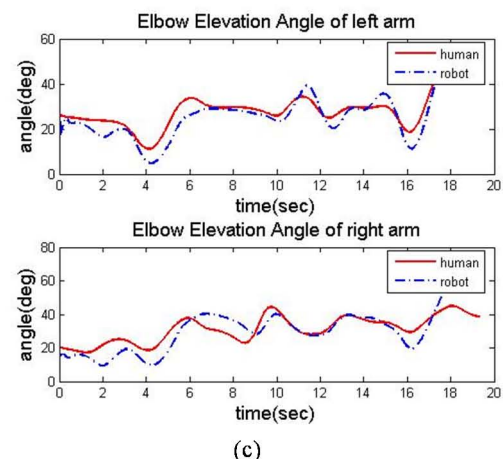 Elbow Elevation Angle of left arm
60
40
20
0
angle(deg)
human
robot
0 2 4 6 8 10 12 14 16 18 20
time(sec)
Elbow Elevation Angle of right arm
80
60
40
20
0
angle(deg)
human
robot
0 2 4 6 8 10 12 14 16 18 20
time(sec)
(c)